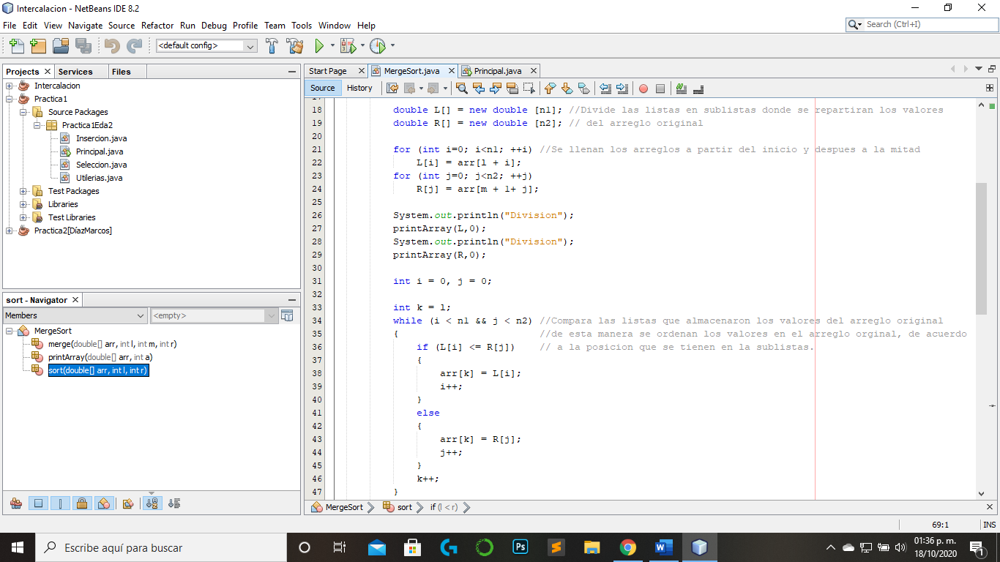 Intercalacion - NetBeans IDE 8.2
File Edit View Navigate Source Refactor Run Debug Profile Team Tools Window Help
Search (Ctrl+I)
<default config>
Projects Services Files
Intercalacion
Practica1
Source Packages
Practica1Eda2
Insercion.java
Principal.java
Seleccion.java
Utilerias.java
Test Packages
Libraries
Test Libraries
Practica2[DíazMarcos]
sort - Navigator
Members <empty>
MergeSort
merge(double[] arr, int l, int m, int r)
printArray(double[] arr, int a)
sort(double[] arr, int l, int r)
Start Page MergeSort.java Principal.java
Source History
17
18 double L[] = new double [n1]; //Divide las listas en sublistas donde se repartiran los valores
19 double R[] = new double [n2]; // del arreglo original
20
21 for (int i=0; i<n1; ++i) //Se llenan los arreglos a partir del inicio y despues a la mitad
22 L[i] = arr[l + i];
23 for (int j=0; j<n2; ++j)
24 R[j] = arr[m + 1+ j];
25
26 System.out.println("Division");
27 printArray(L,0);
28 System.out.println("Division");
29 printArray(R,0);
30
31 int i = 0, j = 0;
32
33 int k = l;
34 while (i < n1 && j < n2) //Compara las listas que almacenaron los valores del arreglo original
35 { //de esta manera se ordenan los valores en el arreglo orginal, de acuerdo
36 if (L[i] <= R[j]) // a la posicion que se tienen en la sublistas.
37 {
38 arr[k] = L[i];
39 i++;
40 }
41 else
42 {
43 arr[k] = R[j];
44 j++;
45 }
46 k++;
47 }
MergeSort sort if (l < r)
69:1 INS
Escribe aquí para buscar
Ps
W
01:36 p. m.
18/10/2020
1